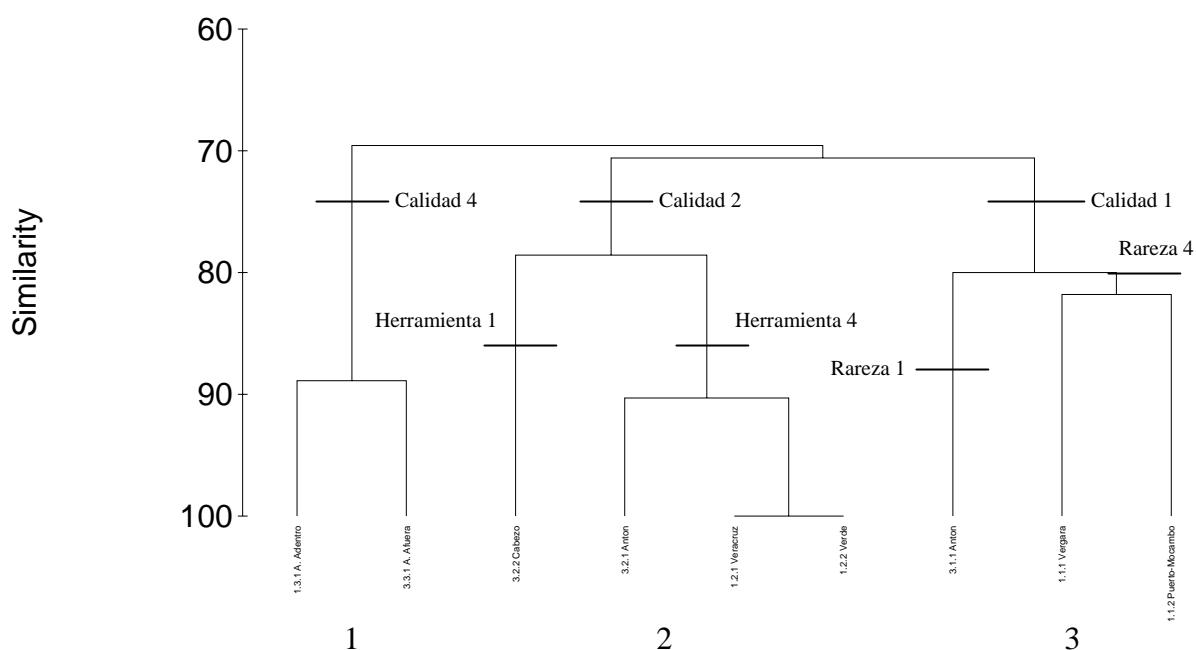 60
70
Calidad 4
Calidad 2
Calidad 1
Similarity
80
Rareza 4
Herramienta 1
Herramienta 4
Rareza 1
90
100
1.3.1 A. Adentro
3.3.1 A. Afuera
3.2.2 Cabezo
3.2.1 Anton
1.2.1 Veracruz
1.2.2 Verde
3.1.1 Anton
1.1.1 Vergara
1.1.2 Puerto-Mocambo
1
2
3